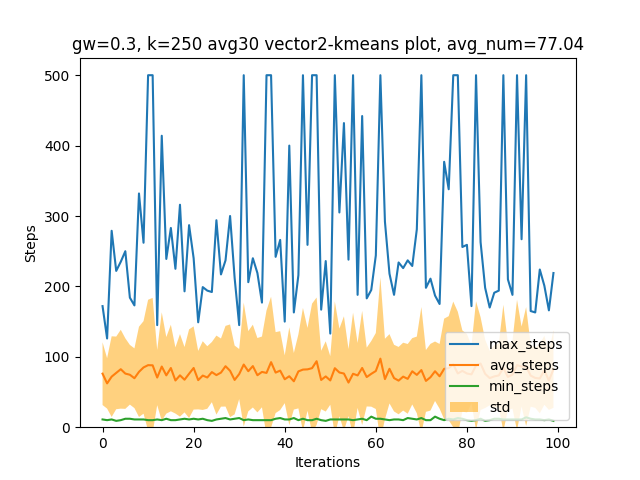 gw=0.3, k=250 avg30 vector2-kmeans plot, avg_num=77.04
Steps
500
400
300
200
100
0
max_steps
avg_steps
min_steps
std
0
20
40
60
80
100
Iterations